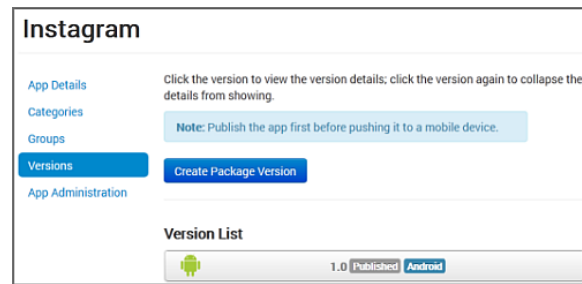 Instagram
App Details
Categories
Groups
Versions
App Administration
Click the version to view the version details; click the version again to collapse the
details from showing.
Note: Publish the app first before pushing it to a mobile device.
Create Package Version
Version List
1.0 Published Android